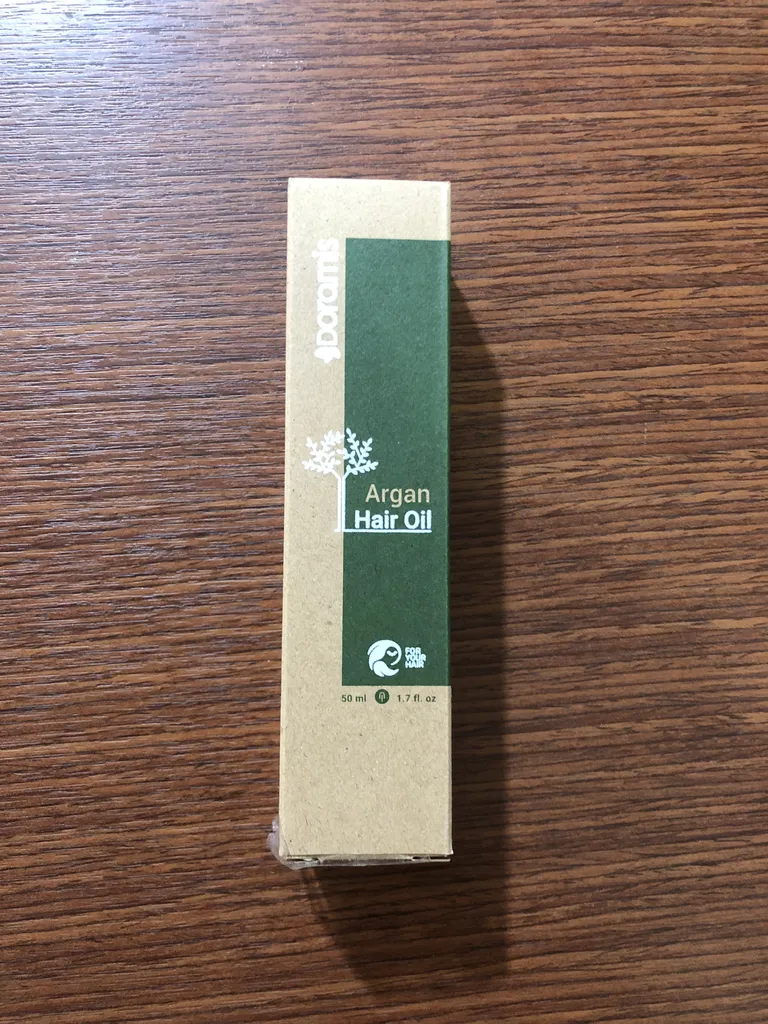 Doramis
Argan
Hair Oil
FOR
YOUR
HAIR
50 ml 1.7 fl. oz